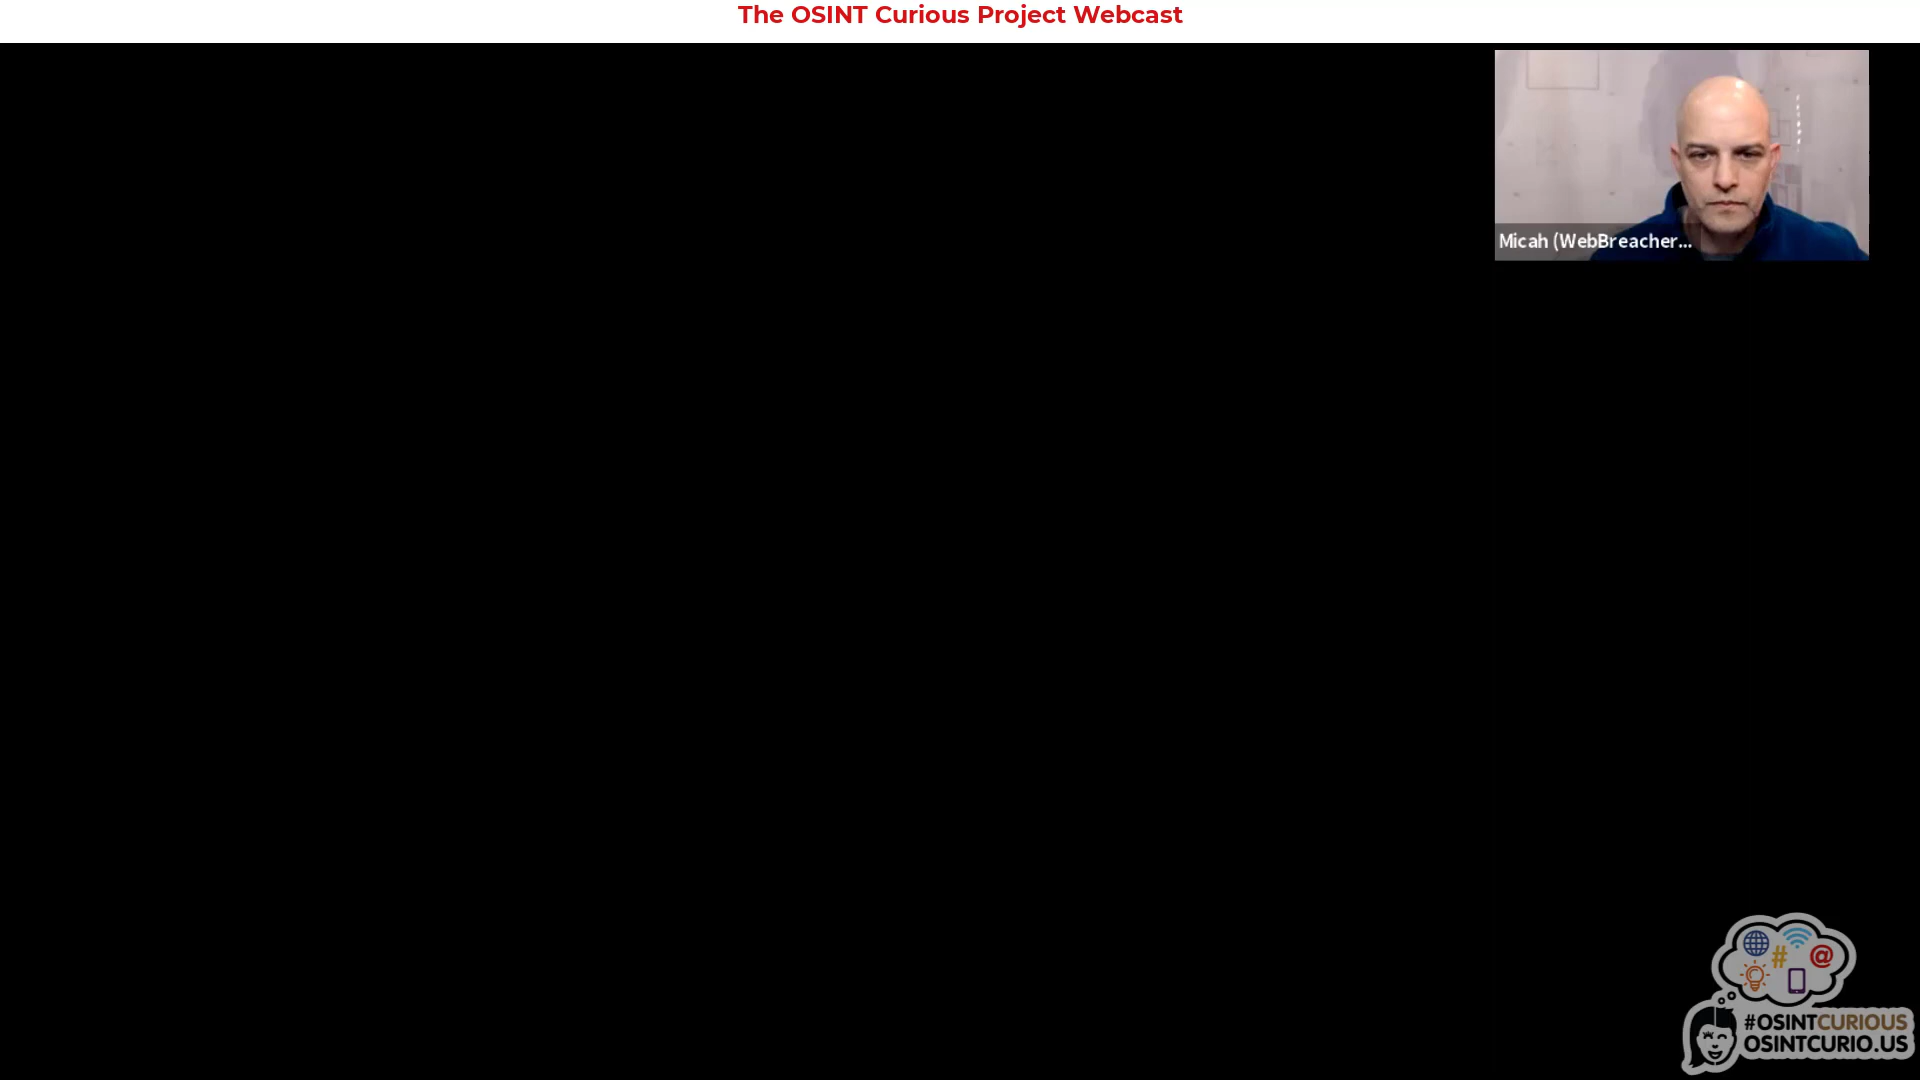 The OSINT Curious Project Webcast
Micah (WebBreacher...
#
@
#OSINTCURIOUS
OSINTCURIO.US